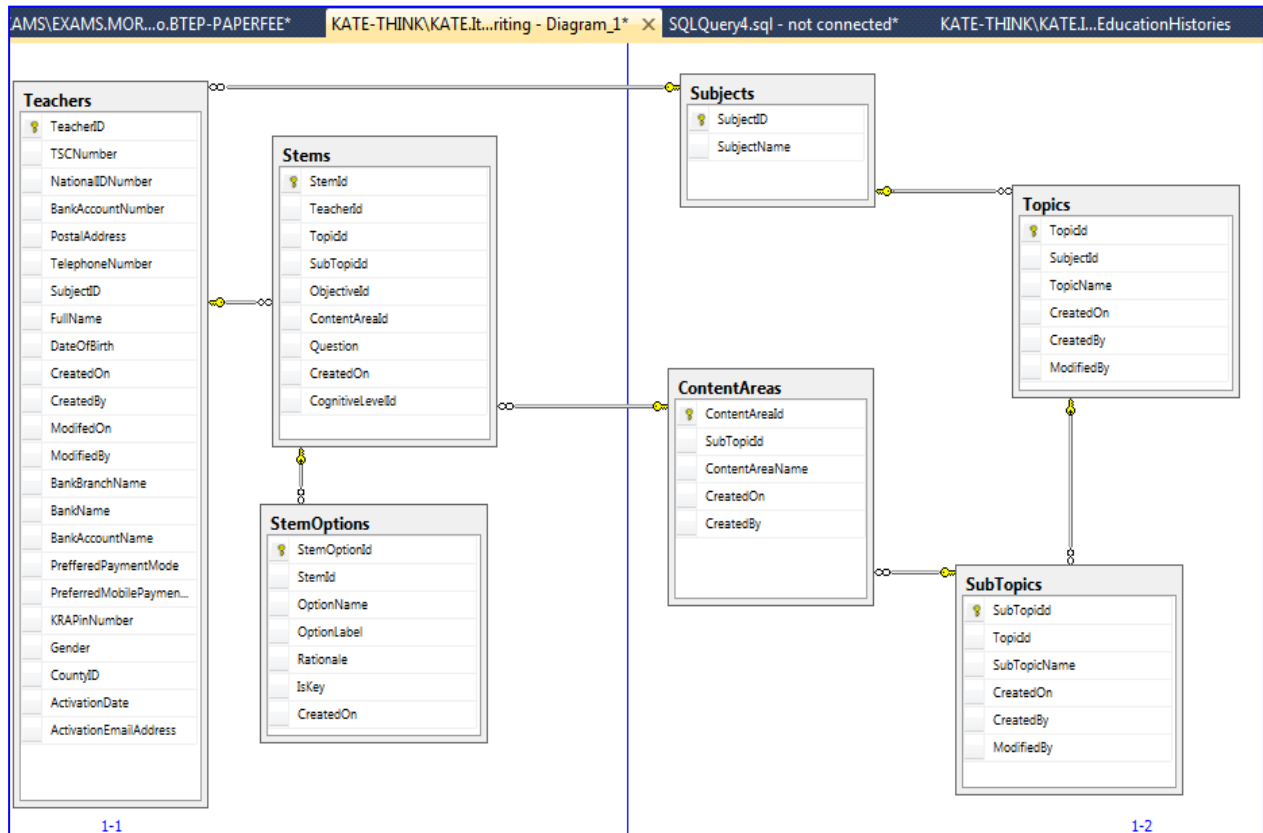 AMS\EXAMS.MOR...o.BTEP-PAPERFEE*
KATE-THINK\KATE.It...riting - Diagram_1*
SQLQuery4.sql - not connected*
KATE-THINK\KATE.I...EducationHistories
Teachers
TeacherID
TSCNumber
NationalIDNumber
BankAccountNumber
PostalAddress
TelephoneNumber
SubjectID
FullName
DateOfBirth
CreatedOn
CreatedBy
ModifedOn
ModifiedBy
BankBranchName
BankName
BankAccountName
PrefferedPaymentMode
PreferredMobilePaymen...
KRAPinNumber
Gender
CountyID
ActivationDate
ActivationEmailAddress
Stems
StemId
TeacherId
TopicId
SubTopicId
ObjectiveId
ContentAreaId
Question
CreatedOn
CognitiveLevelId
StemOptions
StemOptionId
StemId
OptionName
OptionLabel
Rationale
IsKey
CreatedOn
Subjects
SubjectID
SubjectName
Topics
TopicId
SubjectId
TopicName
CreatedOn
CreatedBy
ModifiedBy
ContentAreas
ContentAreaId
SubTopicId
ContentAreaName
CreatedOn
CreatedBy
SubTopics
SubTopicId
TopicId
SubTopicName
CreatedOn
CreatedBy
ModifiedBy
1-1
1-2